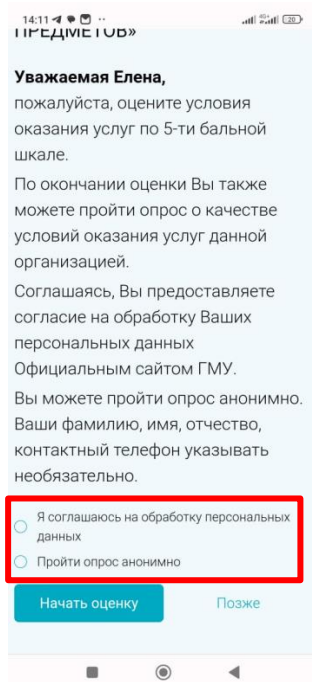 14:11
20
ПРЕДМЕТОВ»
Уважаемая Елена,
пожалуйста, оцените условия
оказания услуг по 5-ти бальной
шкале.
По окончании оценки Вы также
можете пройти опрос о качестве
условий оказания услуг данной
организацией.
Соглашаясь, Вы предоставляете
согласие на обработку Ваших
персональных данных
Официальным сайтом ГМУ.
Вы можете пройти опрос анонимно.
Ваши фамилию, имя, отчество,
контактный телефон указывать
необязательно.
Я соглашаюсь на обработку персональных
данных
Пройти опрос анонимно
Начать оценку
Позже